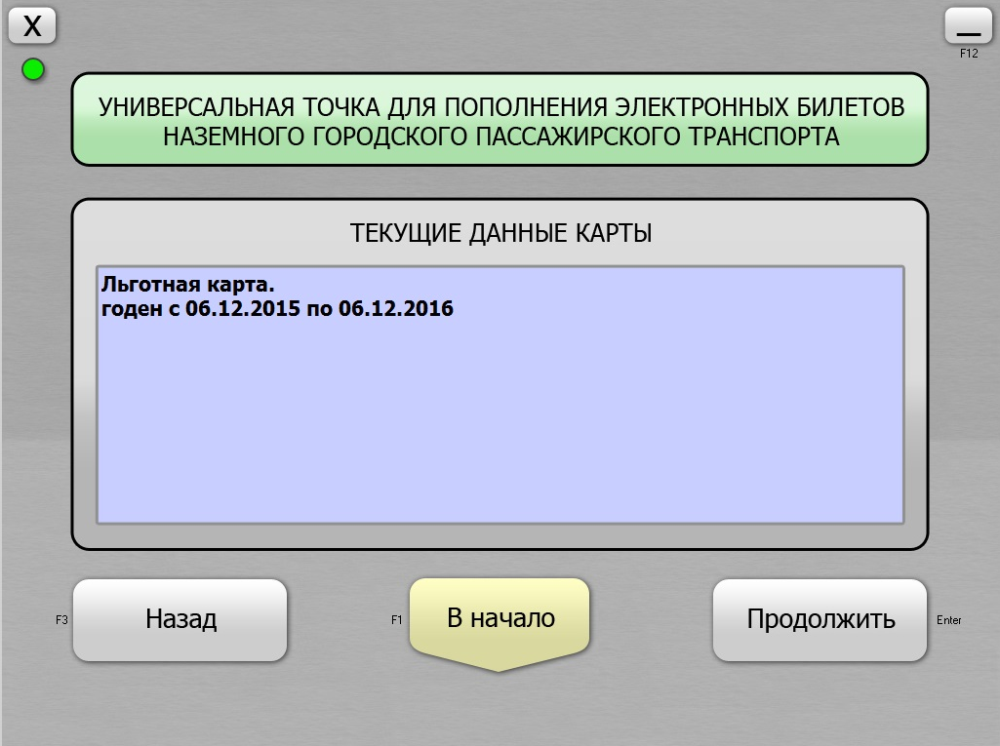 X
F12
УНИВЕРСАЛЬНАЯ ТОЧКА ДЛЯ ПОПОЛНЕНИЯ ЭЛЕКТРОННЫХ БИЛЕТОВ
НАЗЕМНОГО ГОРОДСКОГО ПАССАЖИРСКОГО ТРАНСПОРТА
ТЕКУЩИЕ ДАННЫЕ КАРТЫ
Льготная карта.
годен с 06.12.2015 по 06.12.2016
F3 Назад F1 В начало Продолжить Enter